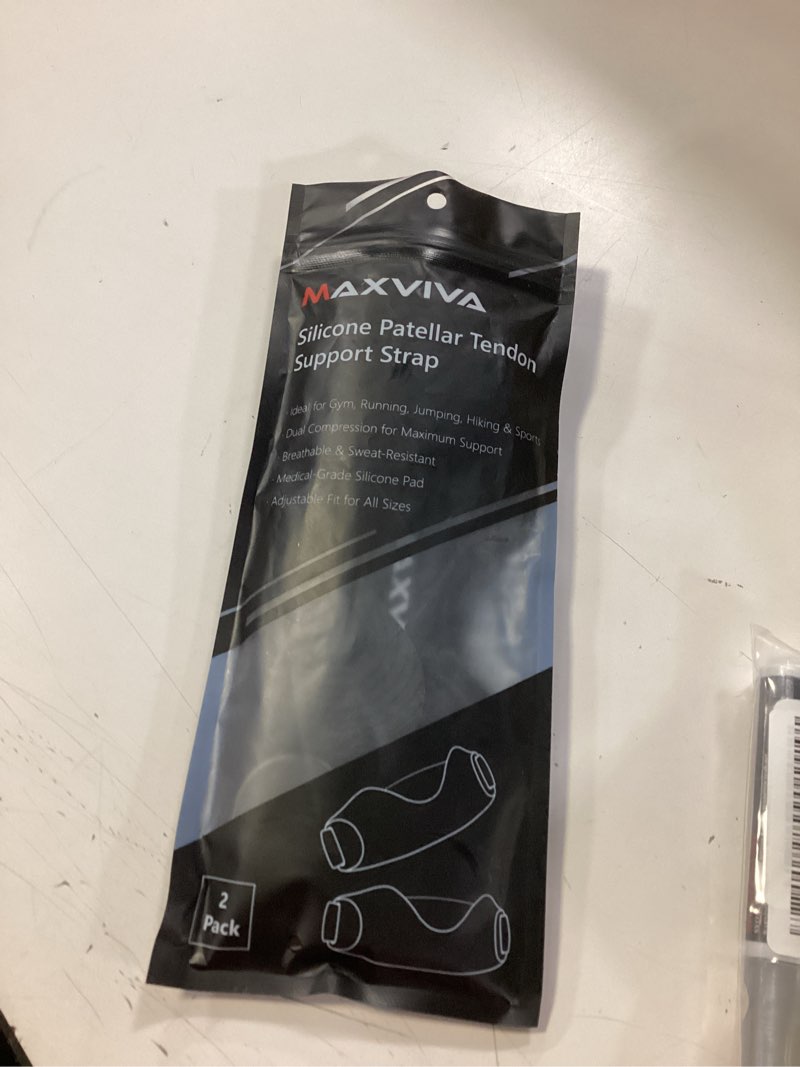 MAXVIVA
Silicone Patellar Tendon
Support Strap
· Ideal for Gym, Running, Jumping, Hiking & Sports
· Dual Compression for Maximum Support
· Breathable & Sweat-Resistant
· Medical-Grade Silicone Pad
· Adjustable Fit for All Sizes
2
Pack